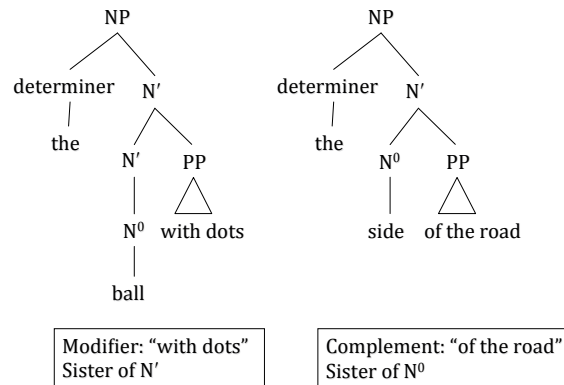 NP
determiner N′
the
N′ PP
N⁰ with dots
ball
Modifier: “with dots”
Sister of N′
NP
determiner N′
the
N⁰ PP
side of the road
Complement: “of the road”
Sister of N⁰